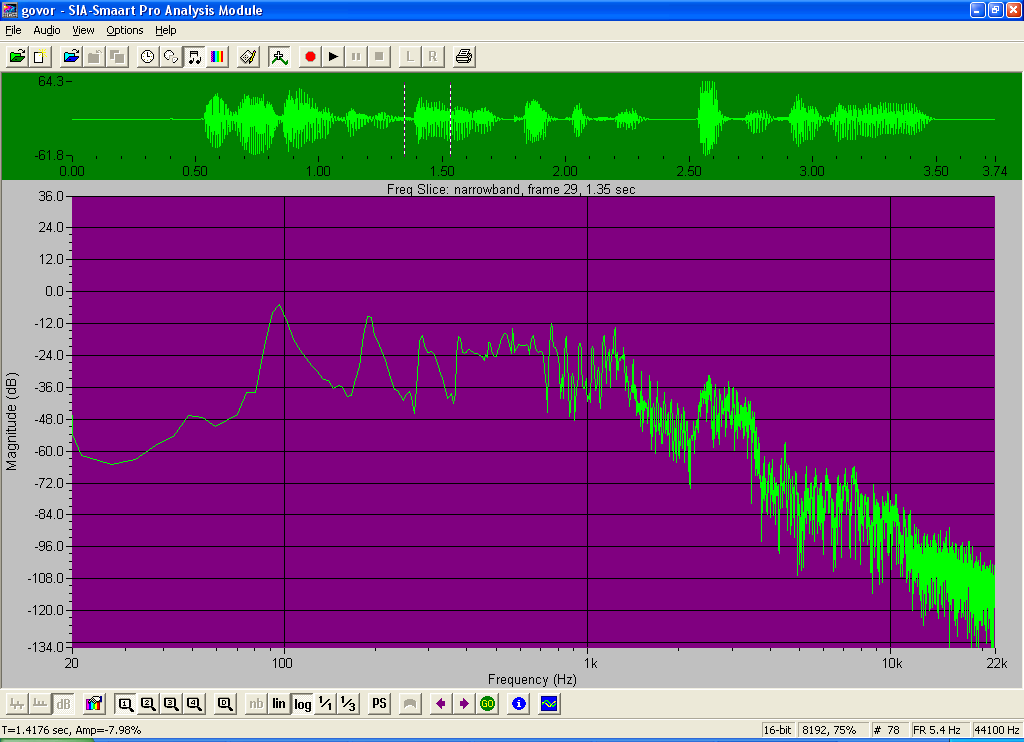 govor - SIA-Smaart Pro Analysis Module
File Audio View Options Help
L R
64.3
-61.8
0.00 0.50 1.00 1.50 2.00 2.50 3.00 3.50 3.74
Freq Slice: narrowband, frame 29, 1.35 sec
36.0
24.0
12.0
0.0
-12.0
-24.0
-36.0
-48.0
-60.0
-72.0
-84.0
-96.0
-108.0
-120.0
-134.0
Magnitude (dB)
20 100 1k 10k 22k
Frequency (Hz)
dB 1 2 3 4 0 nb lin log 1/1 1/3 PS GO i
T=1.4176 sec, Amp=-7.98% 16-bit 8192, 75% # 78 FR 5.4 Hz 44100 Hz